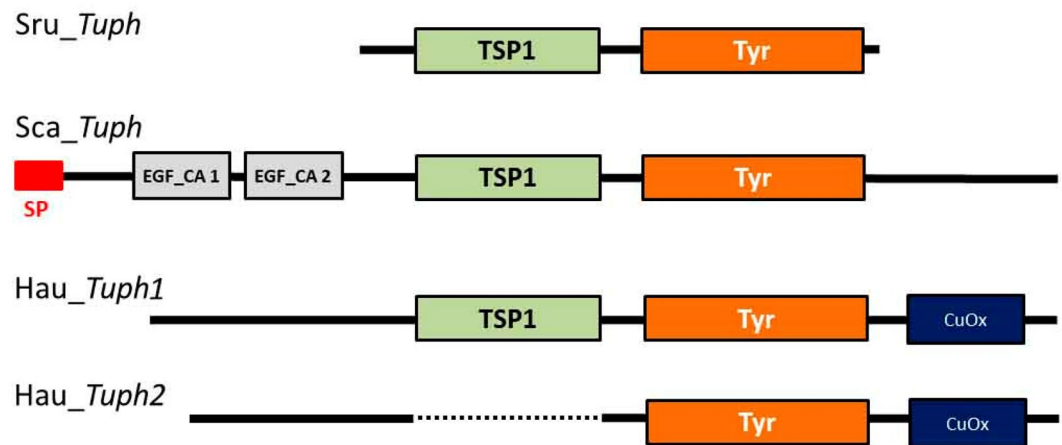 Sru_Tuph
TSP1 Tyr
Sca_Tuph
EGF_CA 1 EGF_CA 2 TSP1 Tyr
SP
Hau_Tuph1
TSP1 Tyr CuOx
Hau_Tuph2
Tyr CuOx